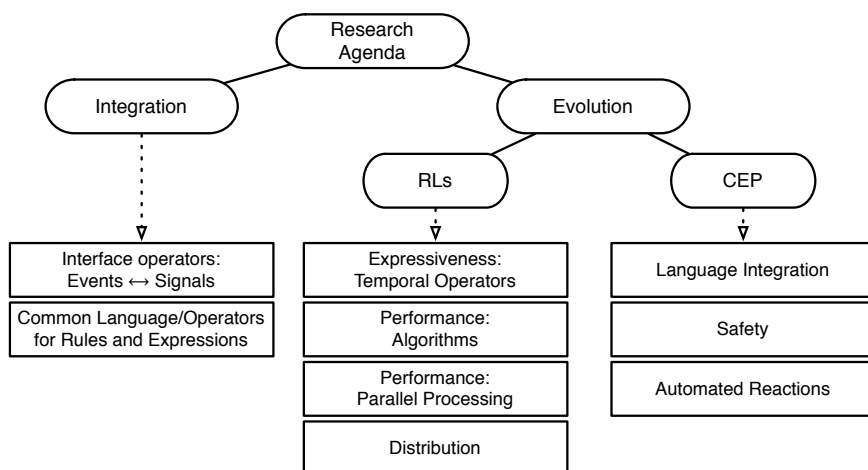 Research
Agenda
Integration
Evolution
RLs
CEP
Interface operators:
Events ↔ Signals
Common Language/Operators
for Rules and Expressions
Expressiveness:
Temporal Operators
Performance:
Algorithms
Performance:
Parallel Processing
Distribution
Language Integration
Safety
Automated Reactions